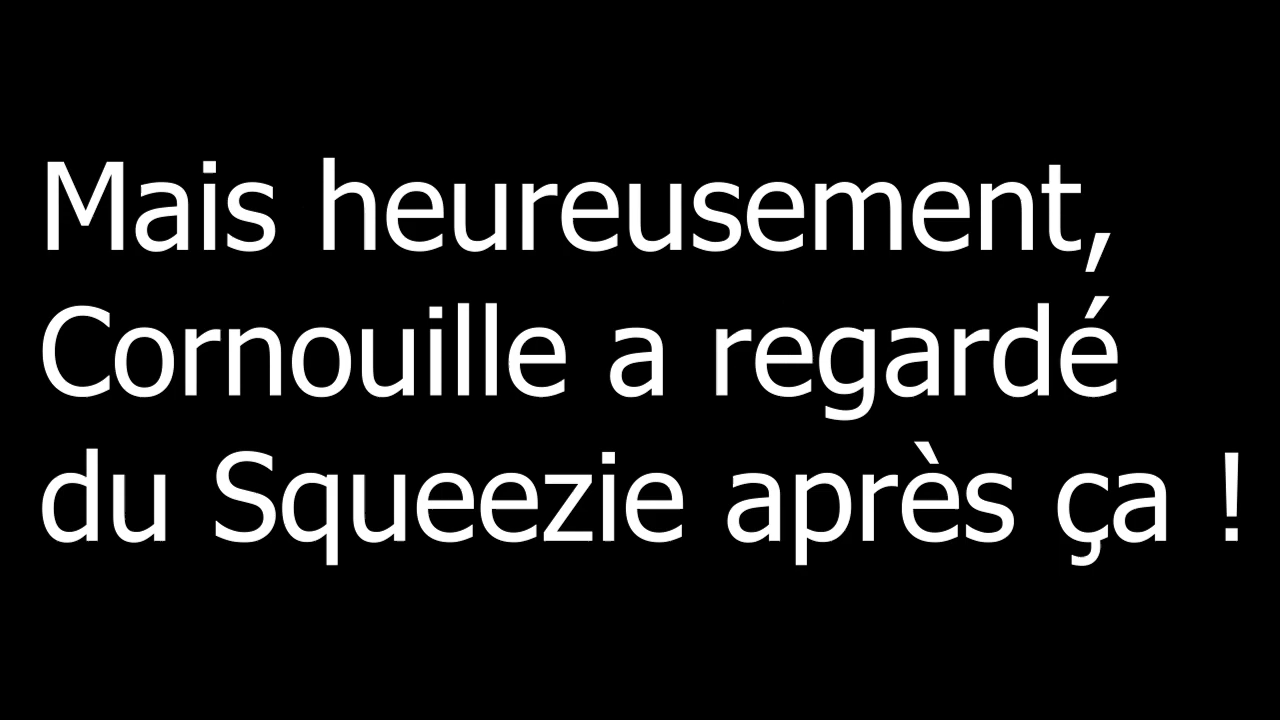 Mais heureusement,
Cornouille a regardé
du Squeezie après ça !